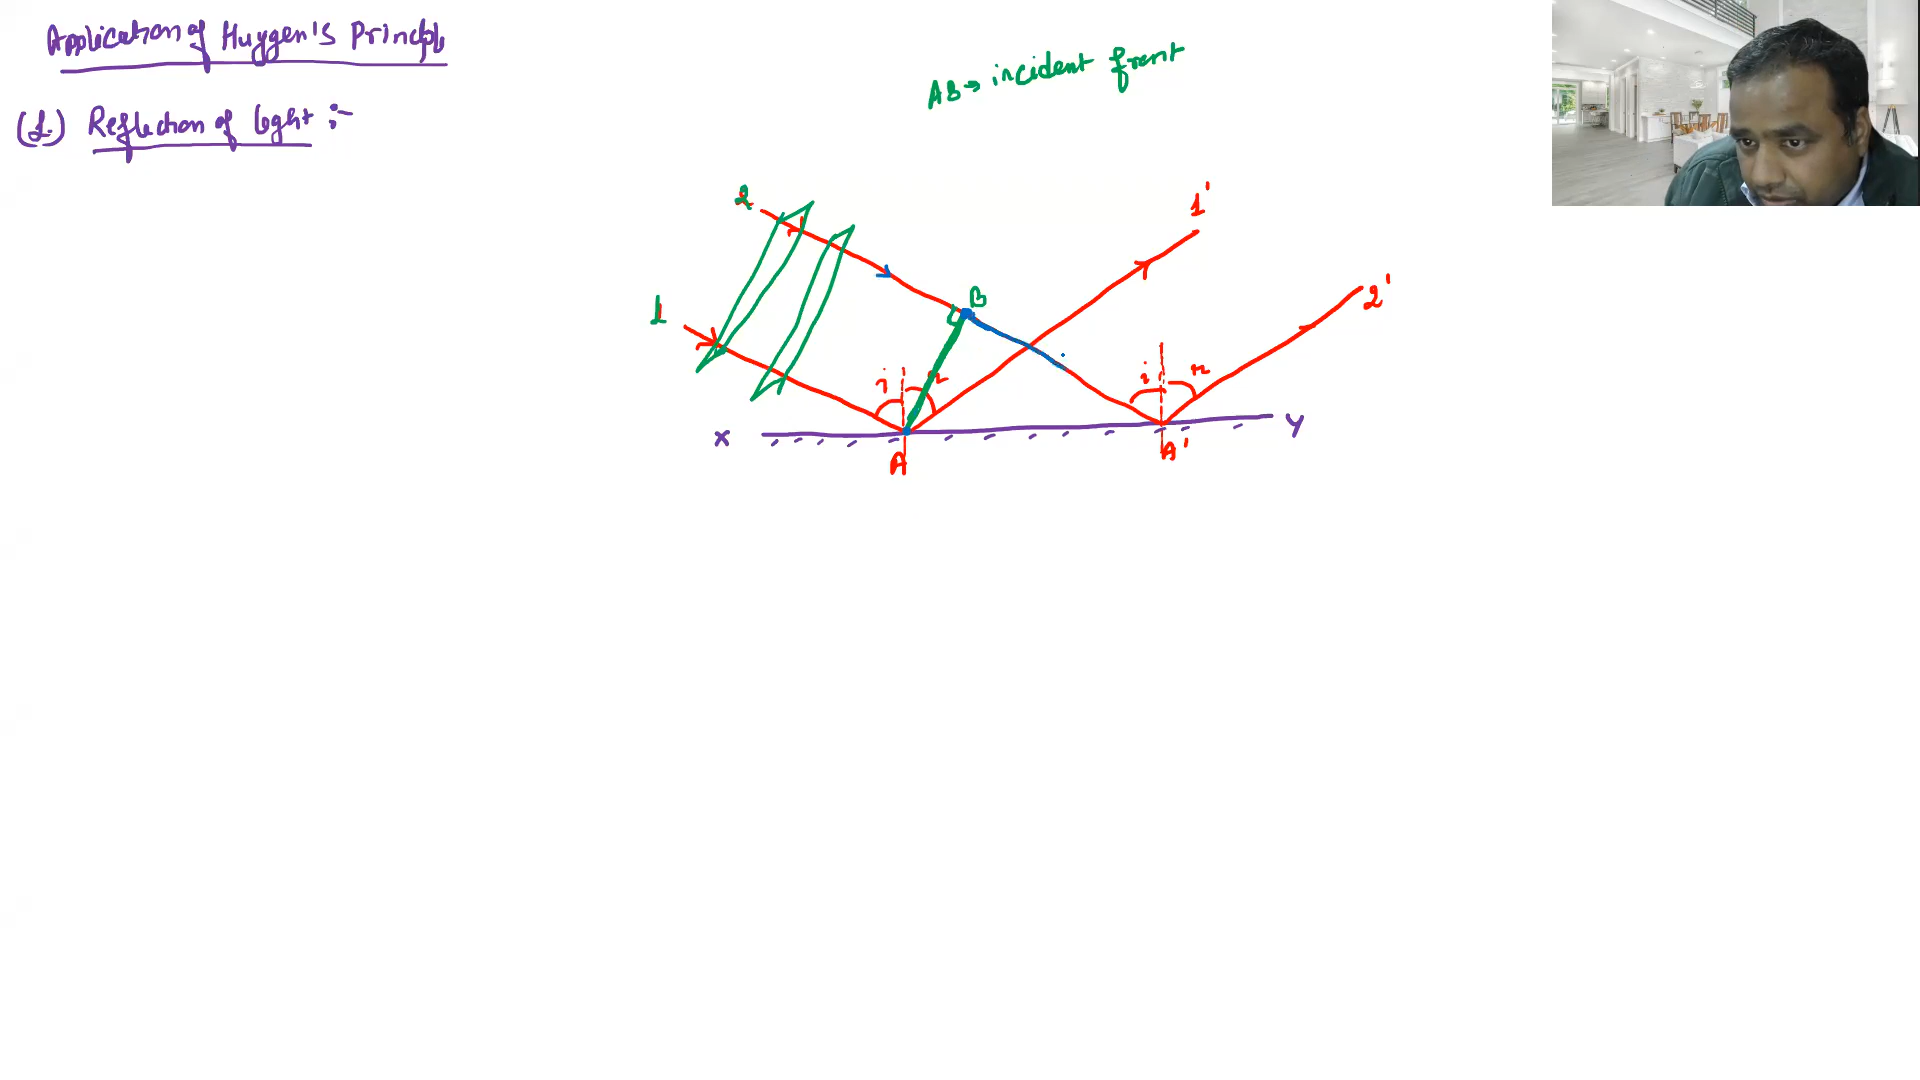 Application of Huygen's Principle
(1.) Reflection of light :-
AB → incident front
2
1'
1
B
2'
i
r
i
r
X
Y
A
A'